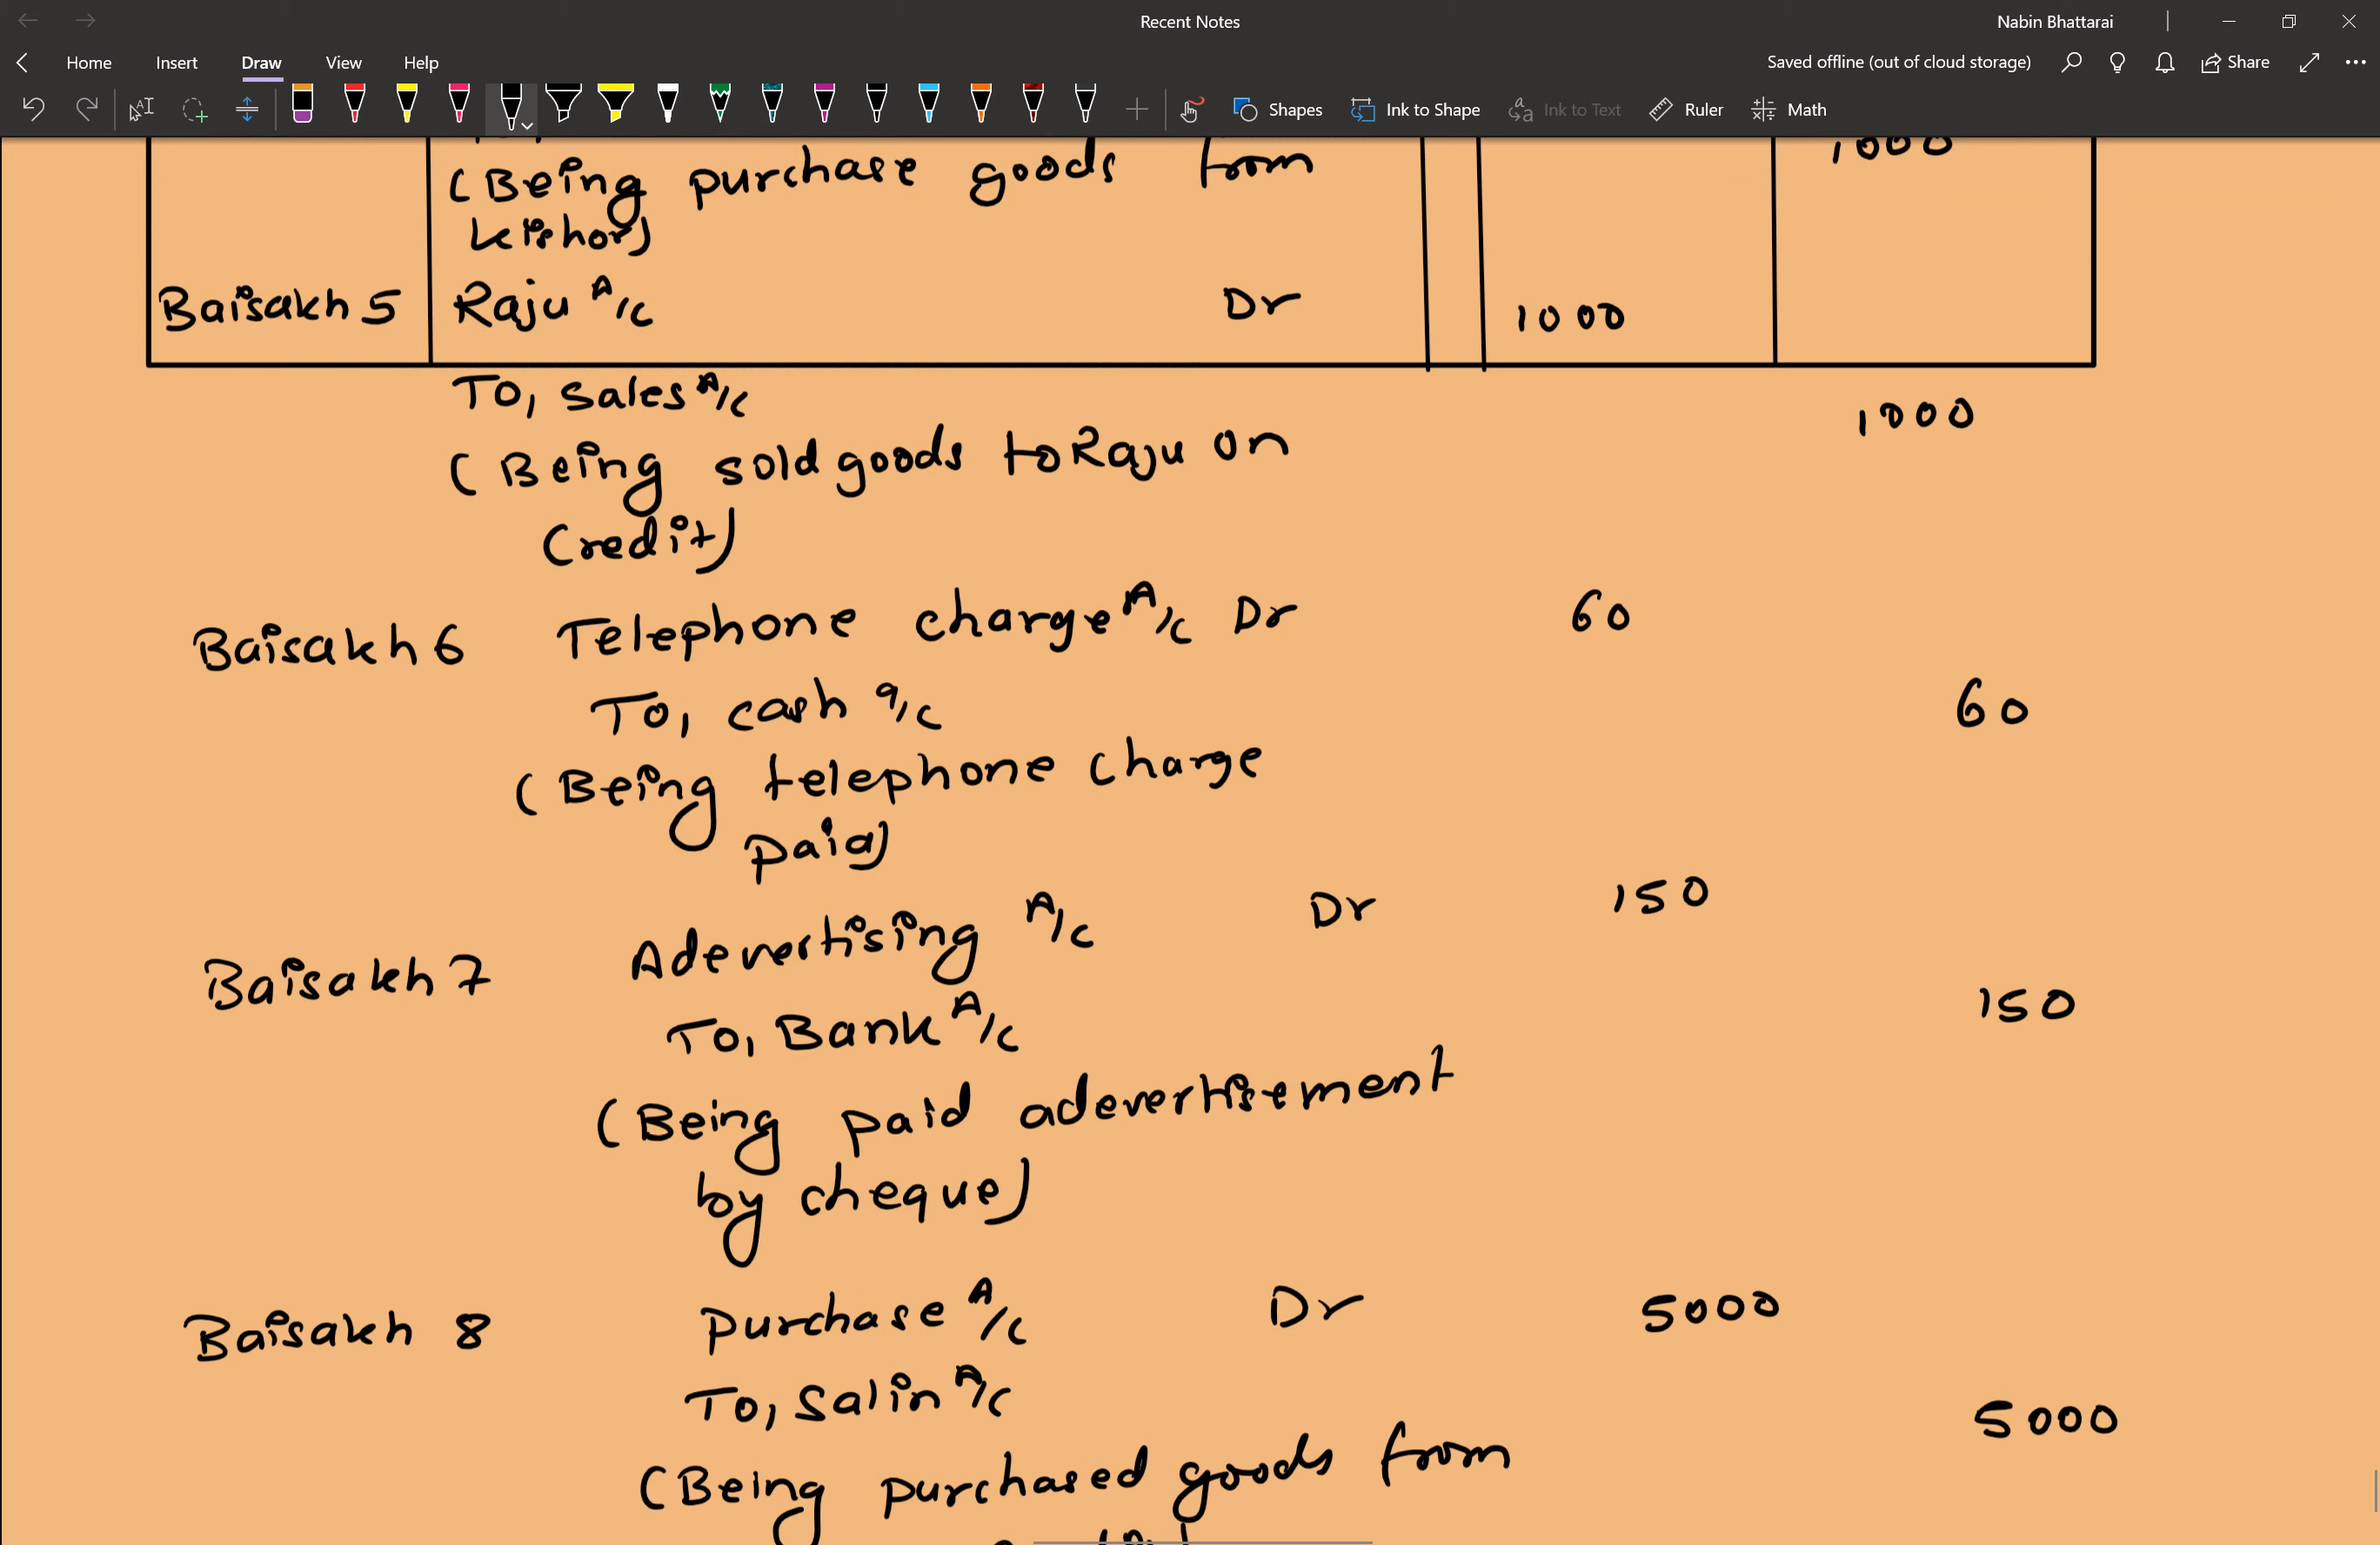 Recent Notes
Nabin Bhattarai
Home Insert Draw View Help
Saved offline (out of cloud storage)
Share
Shapes Ink to Shape Ink to Text Ruler Math
1000
(Being purchase goods from
kishor)
Baisakh 5 Raju A/c Dr 1000
To, Sales A/c 1000
(Being sold goods to Raju on
Credit)
Baisakh 6 Telephone charge A/c Dr 60
To, cash a/c 60
(Being telephone charge
paid)
Baisakh 7 Adevertising A/c Dr 150
To, Bank A/c 150
(Being paid adevertisement
by cheque)
Baisakh 8 purchase A/c Dr 5000
To, Salin A/c 5000
(Being purchased goods from